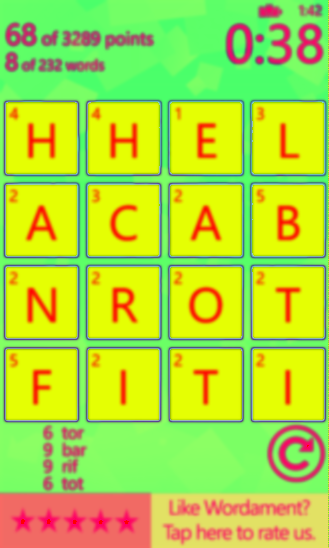 1:42
68 of 3289 points
8 of 232 words
0:38
4 H 4 H 1 E 3 L
2 A 3 C 2 A 5 B
2 N 2 R 2 O 2 T
5 F 2 I 2 T 2 I
6 tor
9 bar
9 rif
6 tot
Like Wordament?
Tap here to rate us.